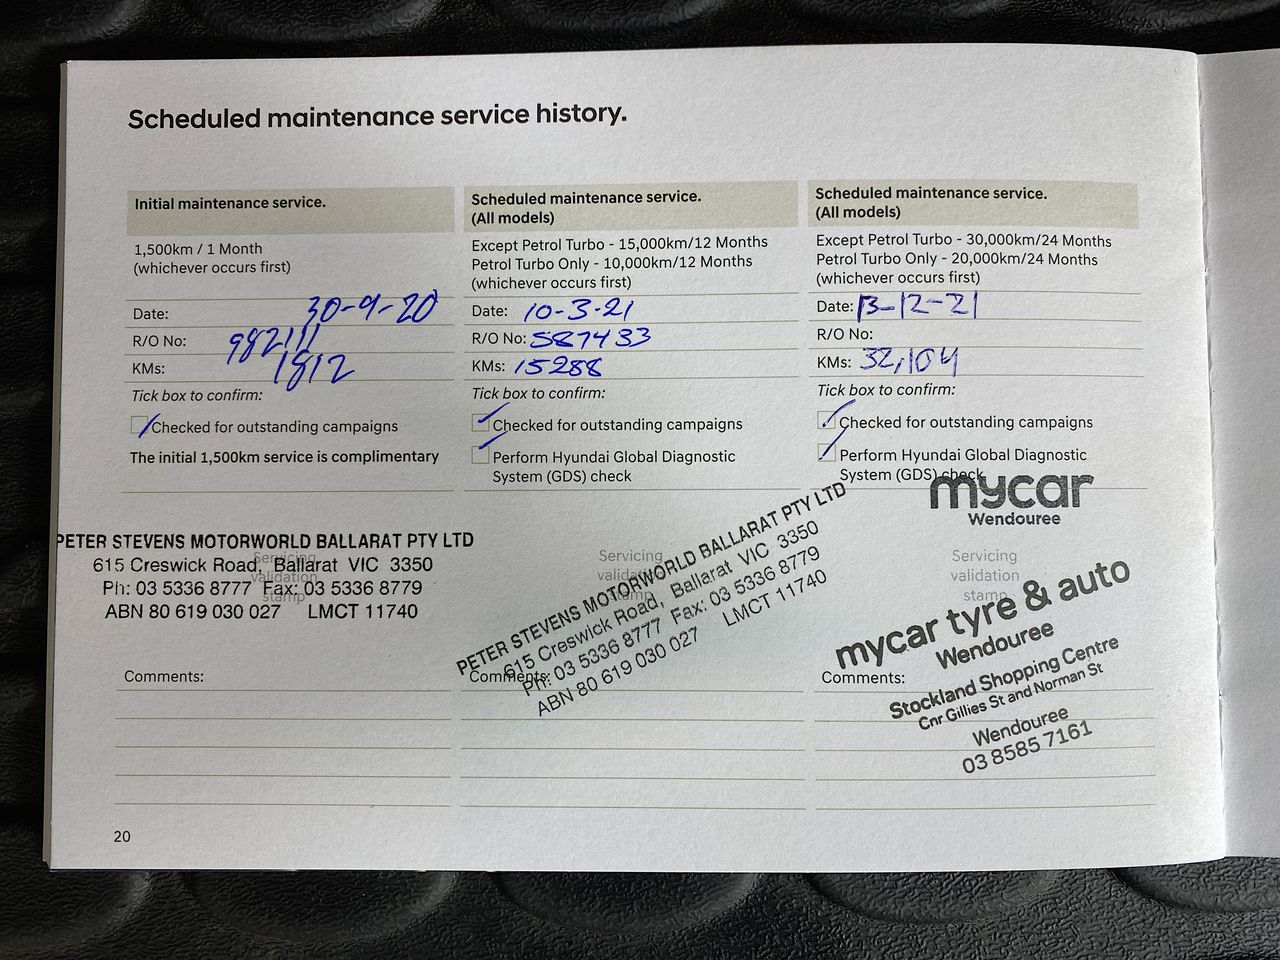 Scheduled maintenance service history.
Initial maintenance service.
1,500km / 1 Month
(whichever occurs first)
Date: 30-9-20
R/O No: 982111
KMs: 1812
Tick box to confirm:
Checked for outstanding campaigns
The initial 1,500km service is complimentary
Servicing
validation
stamp
PETER STEVENS MOTORWORLD BALLARAT PTY LTD
615 Creswick Road, Ballarat VIC 3350
Ph: 03 5336 8777 Fax: 03 5336 8779
ABN 80 619 030 027 LMCT 11740
Comments:
Scheduled maintenance service.
(All models)
Except Petrol Turbo - 15,000km/12 Months
Petrol Turbo Only - 10,000km/12 Months
(whichever occurs first)
Date: 10-3-21
R/O No: 587433
KMs: 15288
Tick box to confirm:
Checked for outstanding campaigns
Perform Hyundai Global Diagnostic
System (GDS) check
Servicing
validation
stamp
PETER STEVENS MOTORWORLD BALLARAT PTY LTD
615 Creswick Road, Ballarat VIC 3350
Ph: 03 5336 8777 Fax: 03 5336 8779
ABN 80 619 030 027 LMCT 11740
Comments:
Scheduled maintenance service.
(All models)
Except Petrol Turbo - 30,000km/24 Months
Petrol Turbo Only - 20,000km/24 Months
(whichever occurs first)
Date: 13-12-21
R/O No:
KMs: 32,104
Tick box to confirm:
Checked for outstanding campaigns
Perform Hyundai Global Diagnostic
System (GDS) check
mycar
Wendouree
Servicing
validation
stamp
mycar tyre & auto
Wendouree
Stockland Shopping Centre
Cnr Gillies St and Norman St
Wendouree
03 8585 7161
Comments:
20